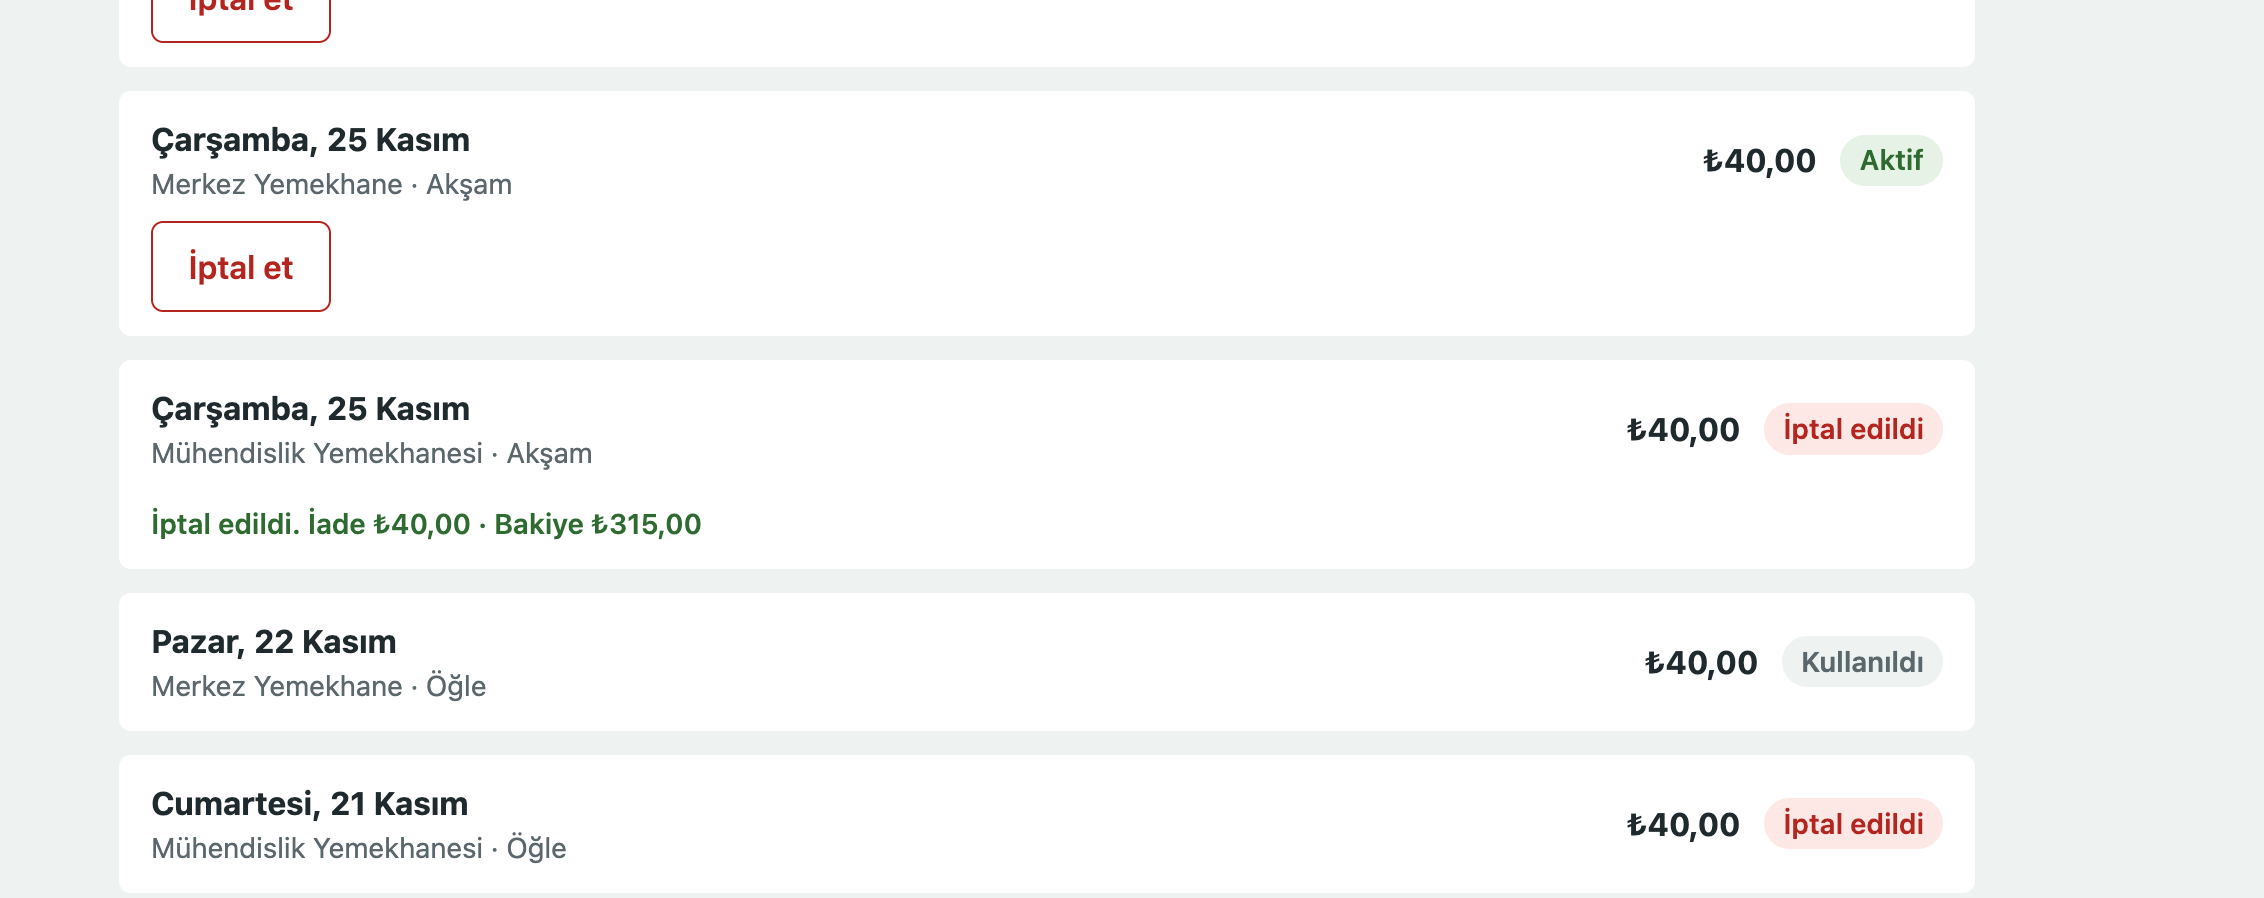 İptal et
Çarşamba, 25 Kasım
Merkez Yemekhane · Akşam
₺40,00
Aktif
İptal et
Çarşamba, 25 Kasım
Mühendislik Yemekhanesi · Akşam
₺40,00
İptal edildi
İptal edildi. İade ₺40,00 · Bakiye ₺315,00
Pazar, 22 Kasım
Merkez Yemekhane · Öğle
₺40,00
Kullanıldı
Cumartesi, 21 Kasım
Mühendislik Yemekhanesi · Öğle
₺40,00
İptal edildi